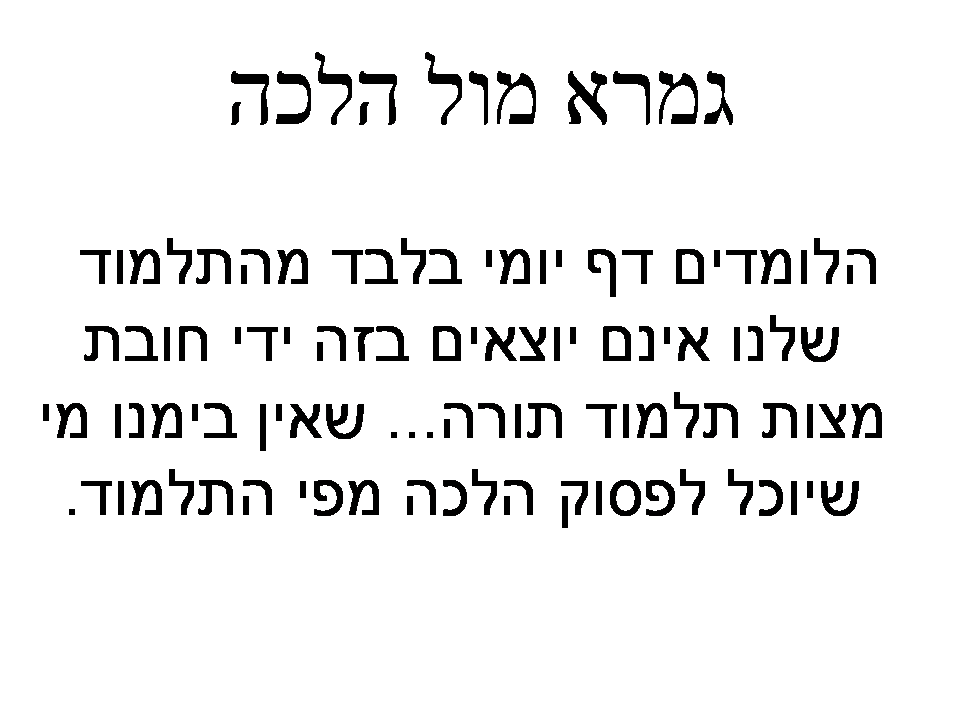 גמרא מול הלכה
הלומדים דף יומי בלבד מהתלמוד
שלנו אינם יוצאים בזה ידי חובת
מצות תלמוד תורה... שאין בימנו מי
שיוכל לפסוק הלכה מפי התלמוד.